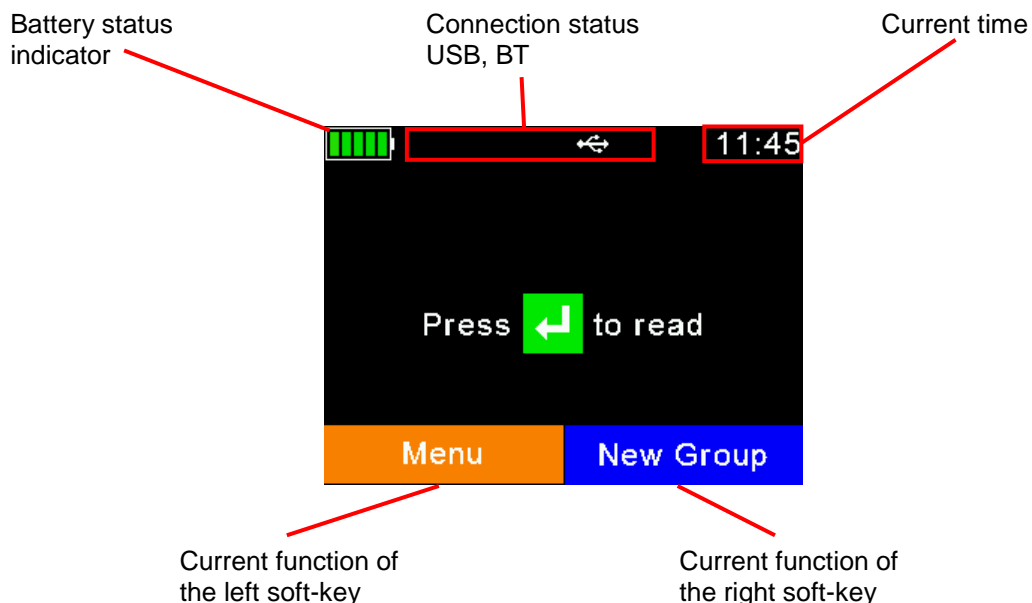 Battery status
indicator
Connection status
USB, BT
Current time
11:45
Press to read
Menu
New Group
Current function of
the left soft-key
Current function of
the right soft-key